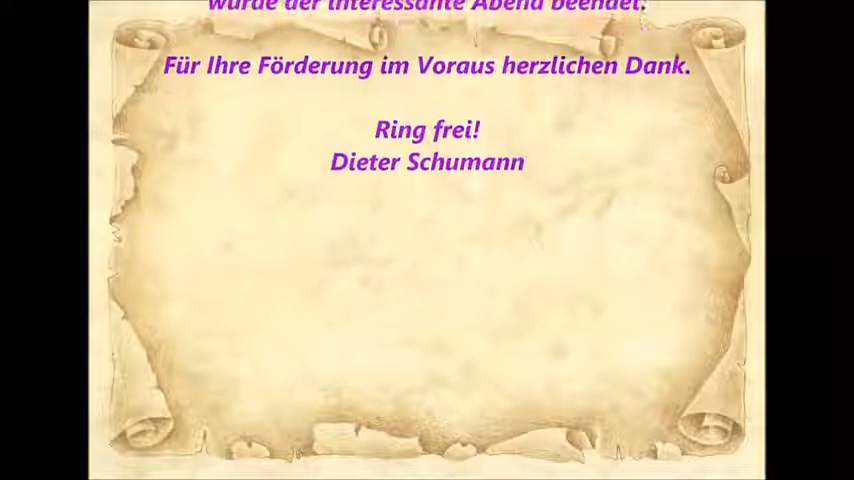 wurde der interessante Abend beendet.
Für Ihre Förderung im Voraus herzlichen Dank.
Ring frei!
Dieter Schumann